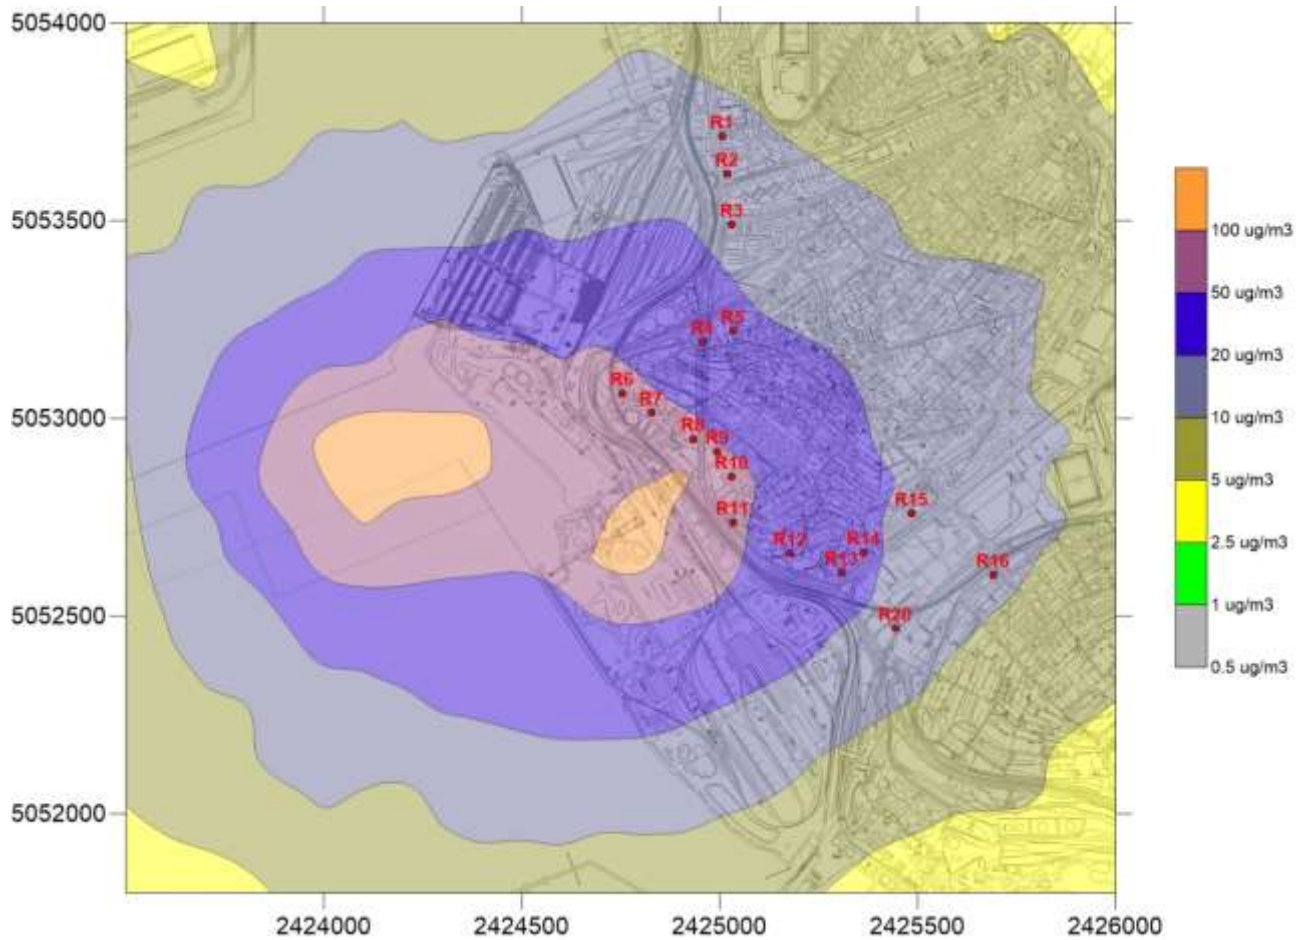 5054000
5053500
5053000
5052500
5052000
2424000
2424500
2425000
2425500
2426000
R1
R2
R3
R4
R5
R6
R7
R8
R9
R10
R11
R12
R13
R14
R15
R16
R20
100 ug/m3
50 ug/m3
20 ug/m3
10 ug/m3
5 ug/m3
2.5 ug/m3
1 ug/m3
0.5 ug/m3